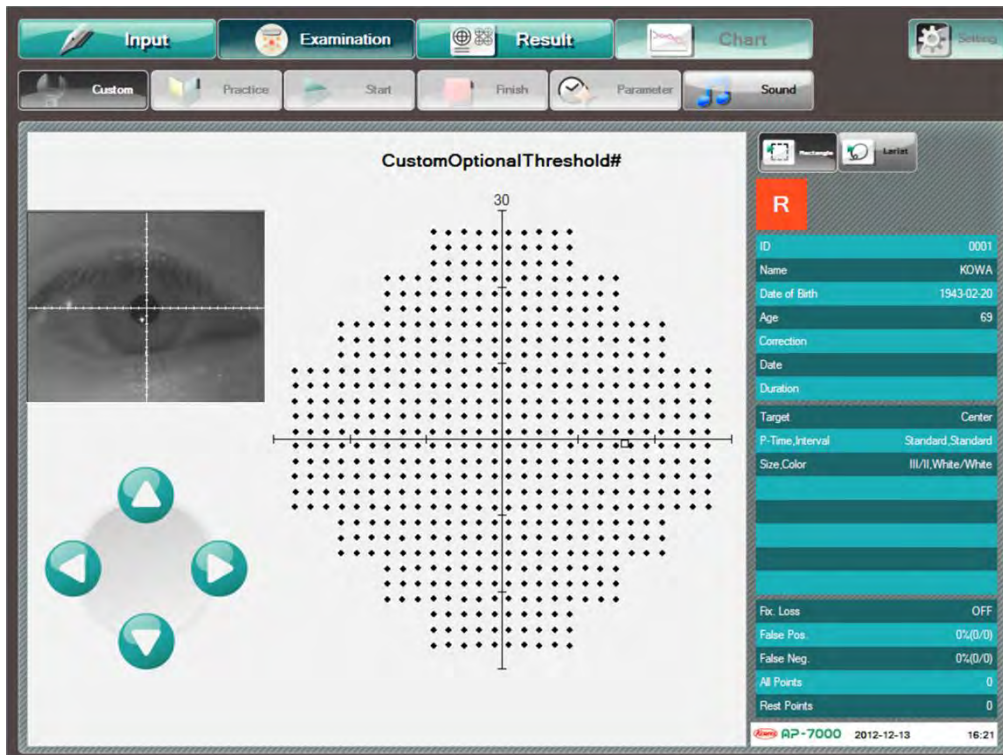 Input Examination Result Chart Setting
Custom Practice Start Finish Parameter Sound
CustomOptionalThreshold#
30
Rectangle Lariat
R
ID 0001
Name KOWA
Date of Birth 1943-02-20
Age 69
Correction
Date
Duration
Target Center
P-Time,Interval Standard,Standard
Size,Color III/II,White/White
Fix. Loss OFF
False Pos. 0%(0/0)
False Neg. 0%(0/0)
All Points 0
Rest Points 0
Kowa AP-7000 2012-12-13 16:21